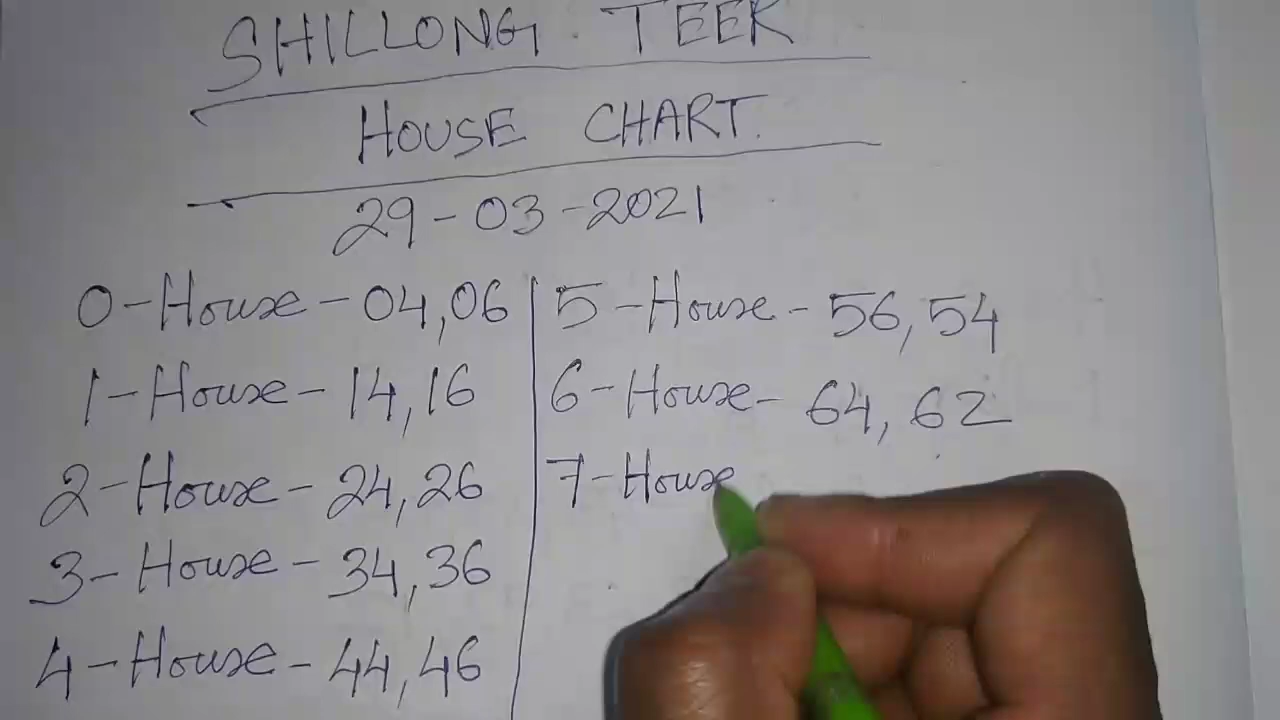 SHILLONG TEER
HOUSE CHART.
29-03-2021
0-House-04,06
1-House-14,16
2-House-24,26
3-House-34,36
4-House-44,46
5-House-56,54
6-House-64,62
7-House